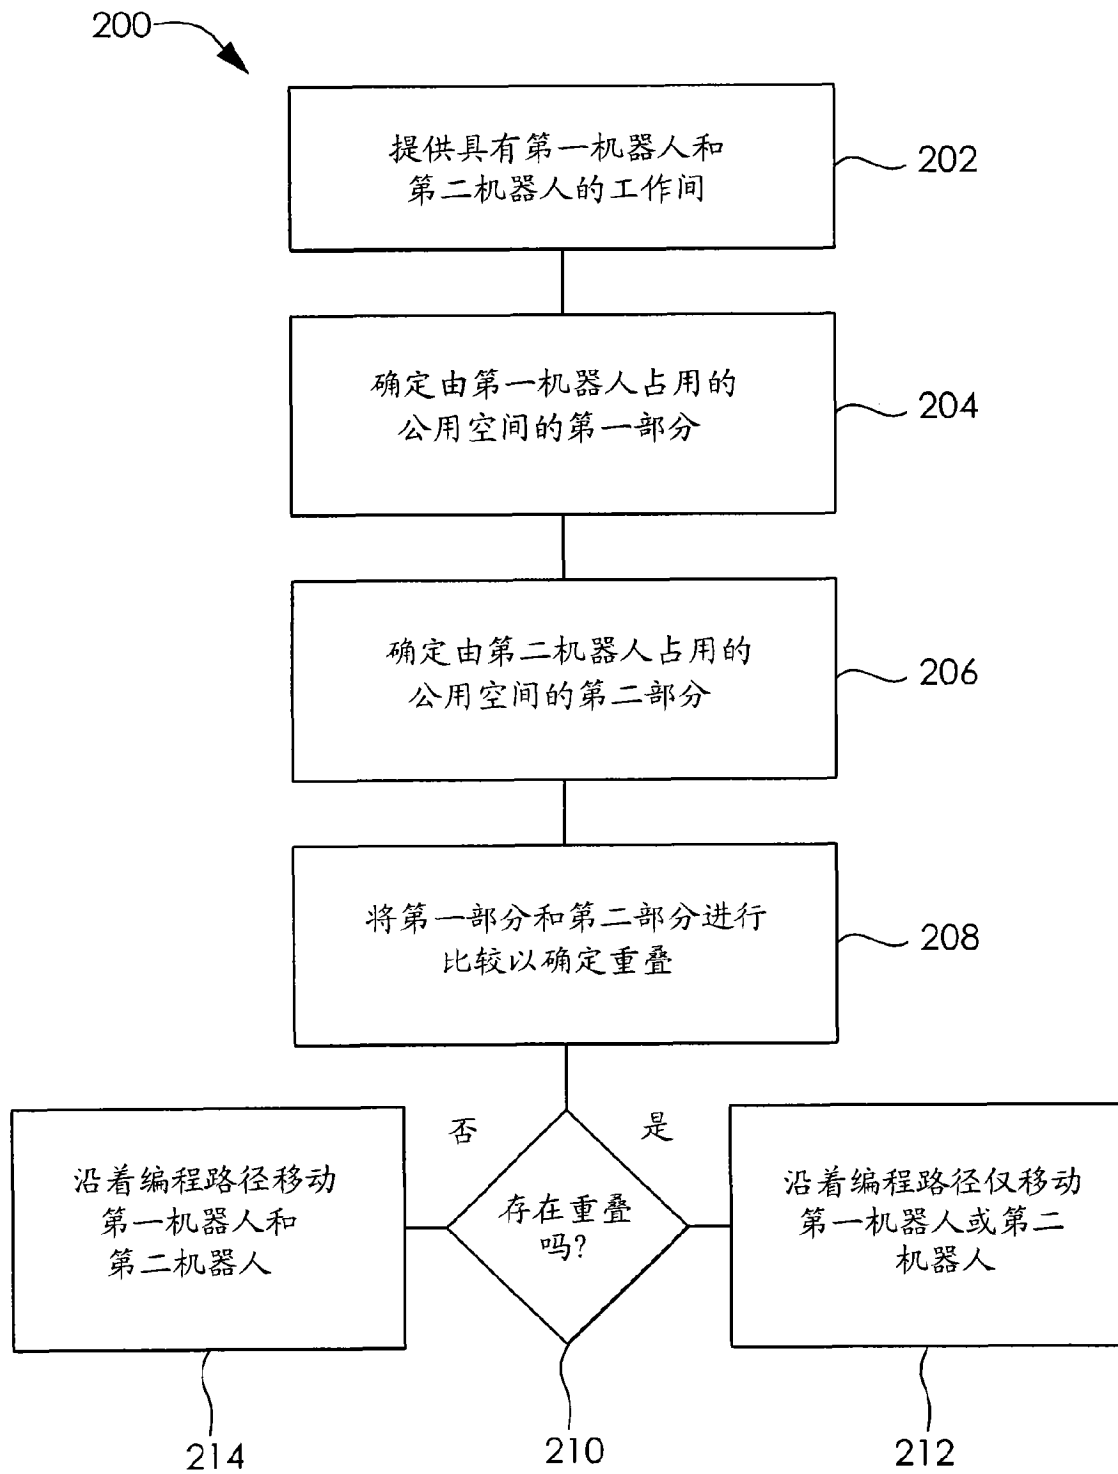 200
提供具有第一机器人和
第二机器人的工作间
202
确定由第一机器人占用的
公用空间的第一部分
204
确定由第二机器人占用的
公用空间的第二部分
206
将第一部分和第二部分进行
比较以确定重叠
208
否
是
沿着编程路径移动
第一机器人和
第二机器人
存在重叠
吗?
沿着编程路径仅移动
第一机器人或第二
机器人
214
210
212